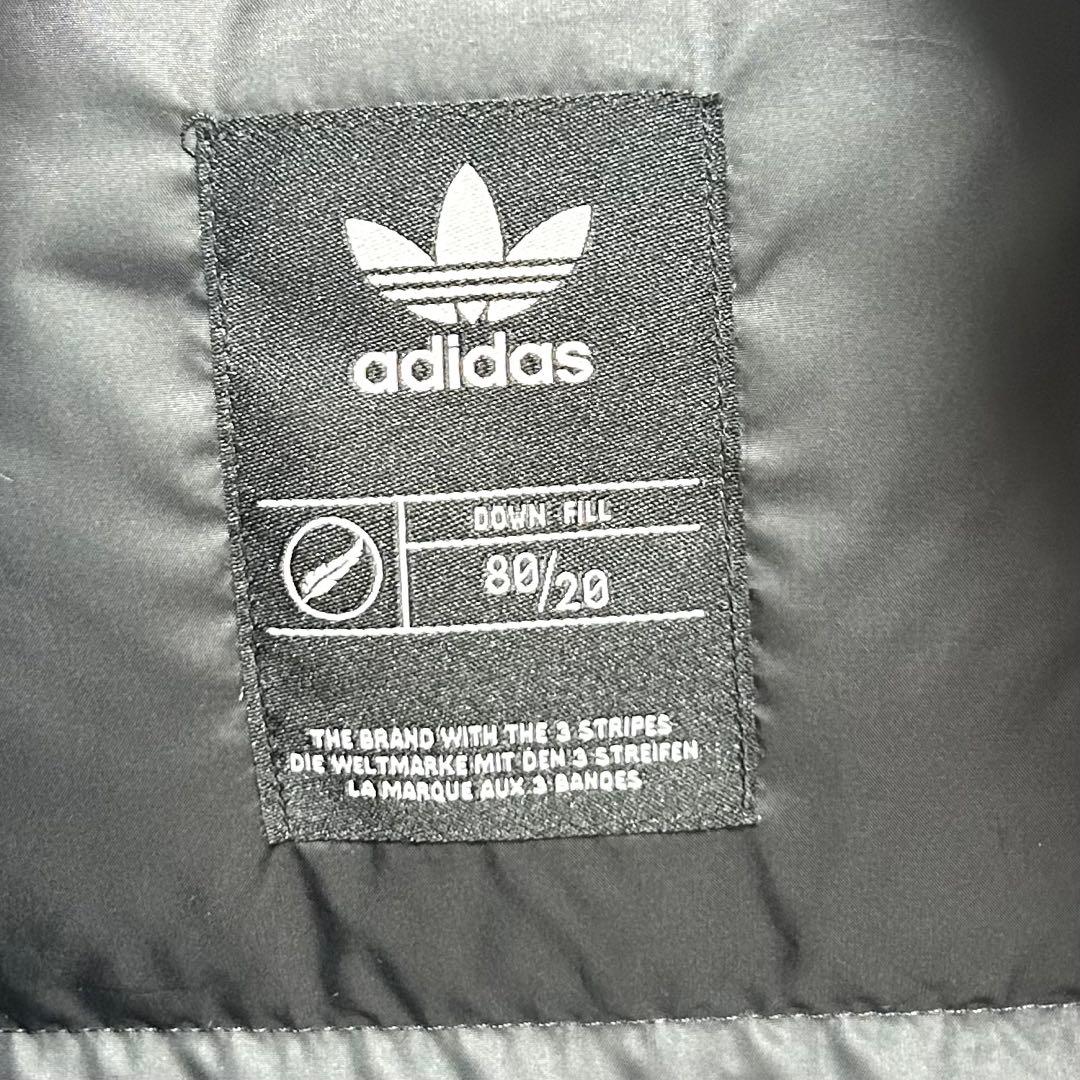 adidas
DOWN FILL
80/20
THE BRAND WITH THE 3 STRIPES
DIE WELTMARKE MIT DEN 3 STREIFEN
LA MARQUE AUX 3 BANDES